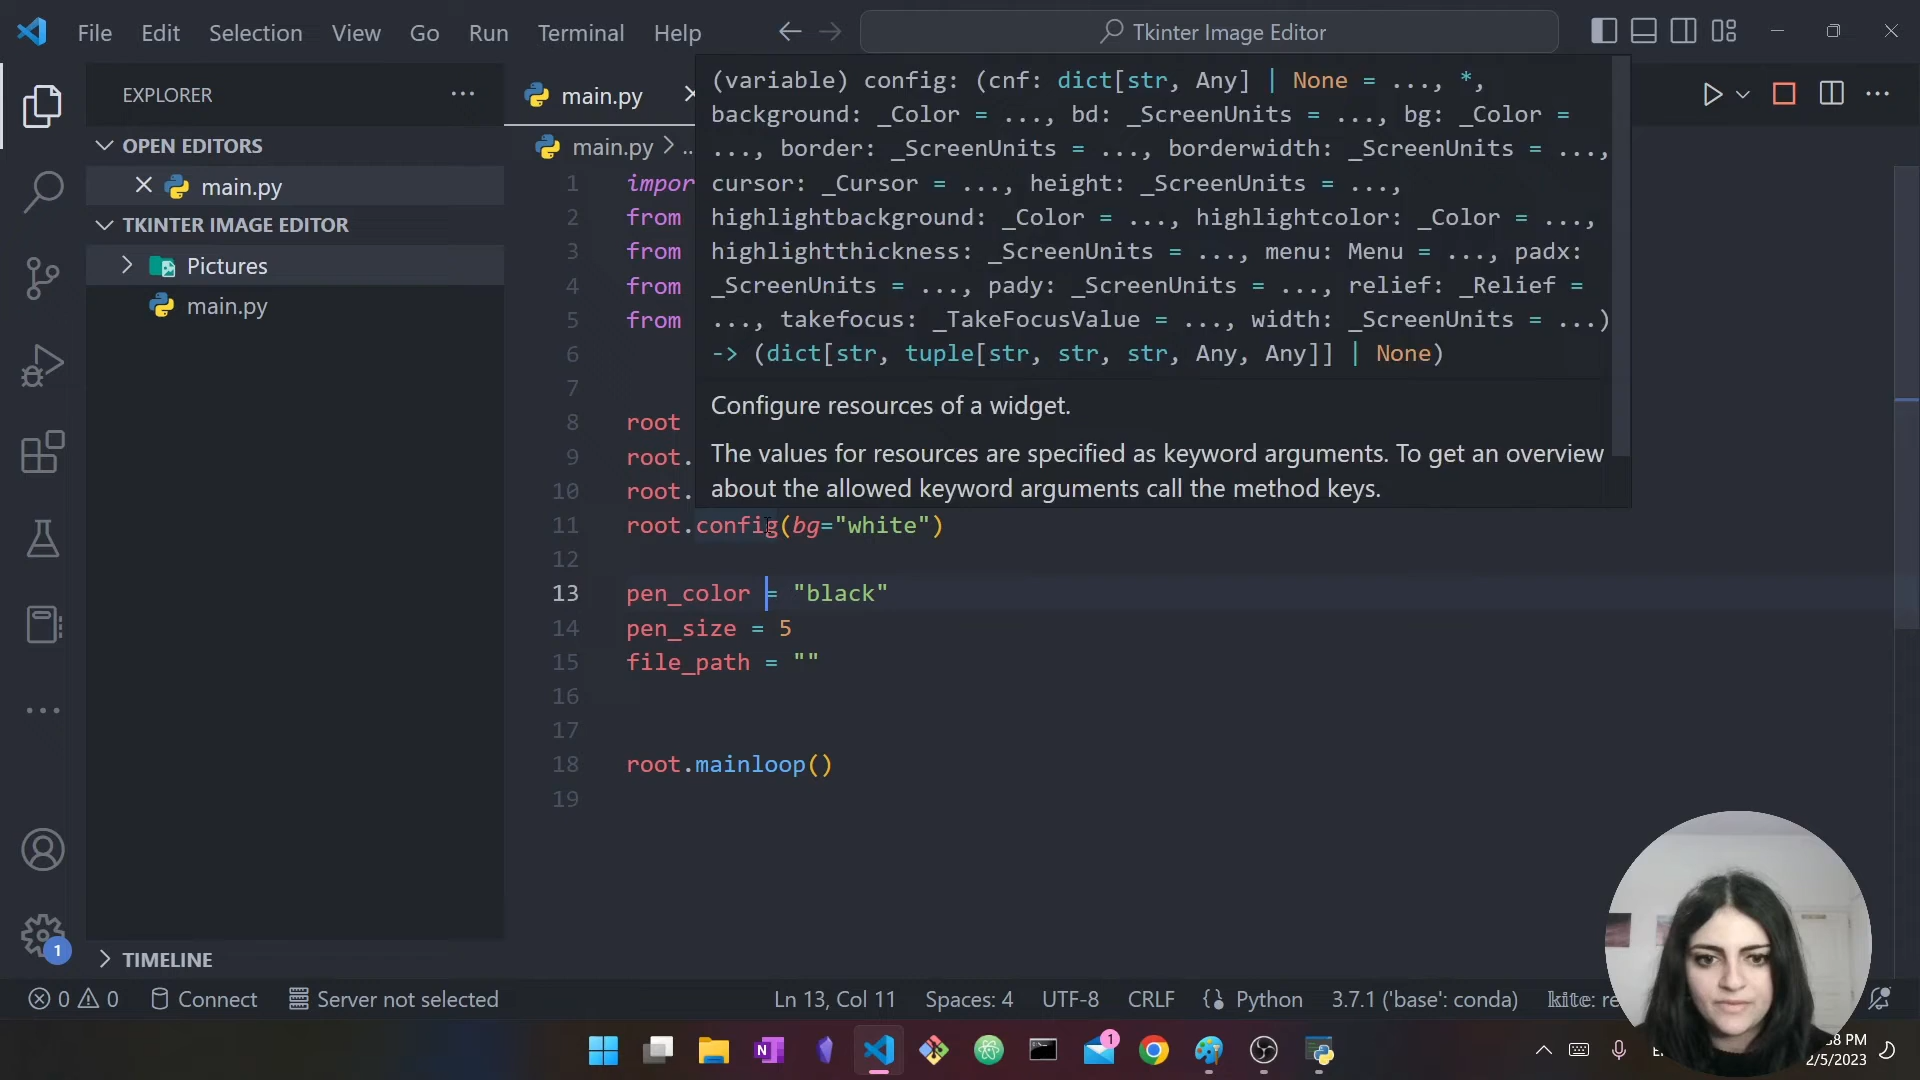 File Edit Selection View Go Run Terminal Help
Tkinter Image Editor
EXPLORER
OPEN EDITORS
main.py
TKINTER IMAGE EDITOR
Pictures
main.py
TIMELINE
main.py
main.py > ..
(variable) config: (cnf: dict[str, Any] | None = ..., *,
background: _Color = ..., bd: _ScreenUnits = ..., bg: _Color =
..., border: _ScreenUnits = ..., borderwidth: _ScreenUnits = ...,
cursor: _Cursor = ..., height: _ScreenUnits = ...,
highlightbackground: _Color = ..., highlightcolor: _Color = ...,
highlightthickness: _ScreenUnits = ..., menu: Menu = ..., padx:
_ScreenUnits = ..., pady: _ScreenUnits = ..., relief: _Relief =
..., takefocus: _TakeFocusValue = ..., width: _ScreenUnits = ...)
-> (dict[str, tuple[str, str, str, Any, Any]] | None)
Configure resources of a widget.
The values for resources are specified as keyword arguments. To get an overview
about the allowed keyword arguments call the method keys.
1 impor
2 from
3 from
4 from
5 from
6
7
8 root
9 root.
10 root.
11 root.config(bg="white")
12
13 pen_color = "black"
14 pen_size = 5
15 file_path = ""
16
17
18 root.mainloop()
19
1
0 0 Connect Server not selected Ln 13, Col 11 Spaces: 4 UTF-8 CRLF Python 3.7.1 ('base': conda) kite: re
1
38 PM
2/5/2023